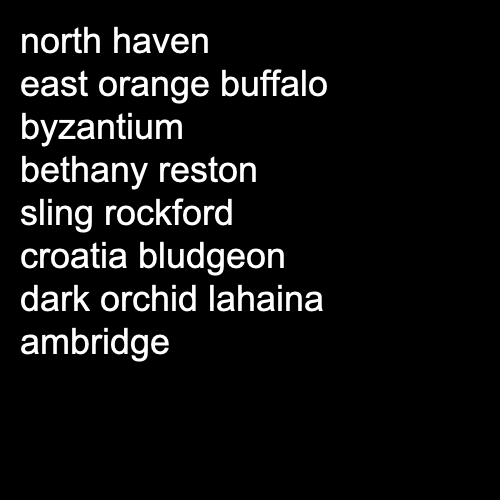 north haven
east orange buffalo
byzantium
bethany reston
sling rockford
croatia bludgeon
dark orchid lahaina
ambridge